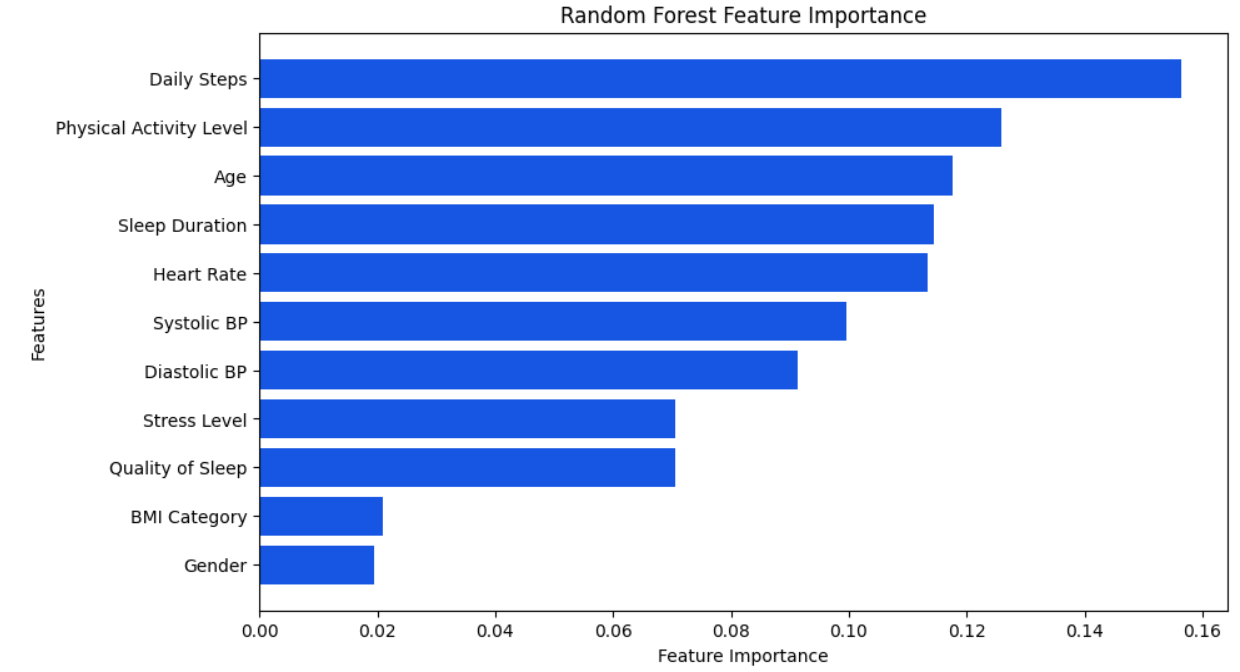 Random Forest Feature Importance
Features
Daily Steps
Physical Activity Level
Age
Sleep Duration
Heart Rate
Systolic BP
Diastolic BP
Stress Level
Quality of Sleep
BMI Category
Gender
0.00 0.02 0.04 0.06 0.08 0.10 0.12 0.14 0.16
Feature Importance